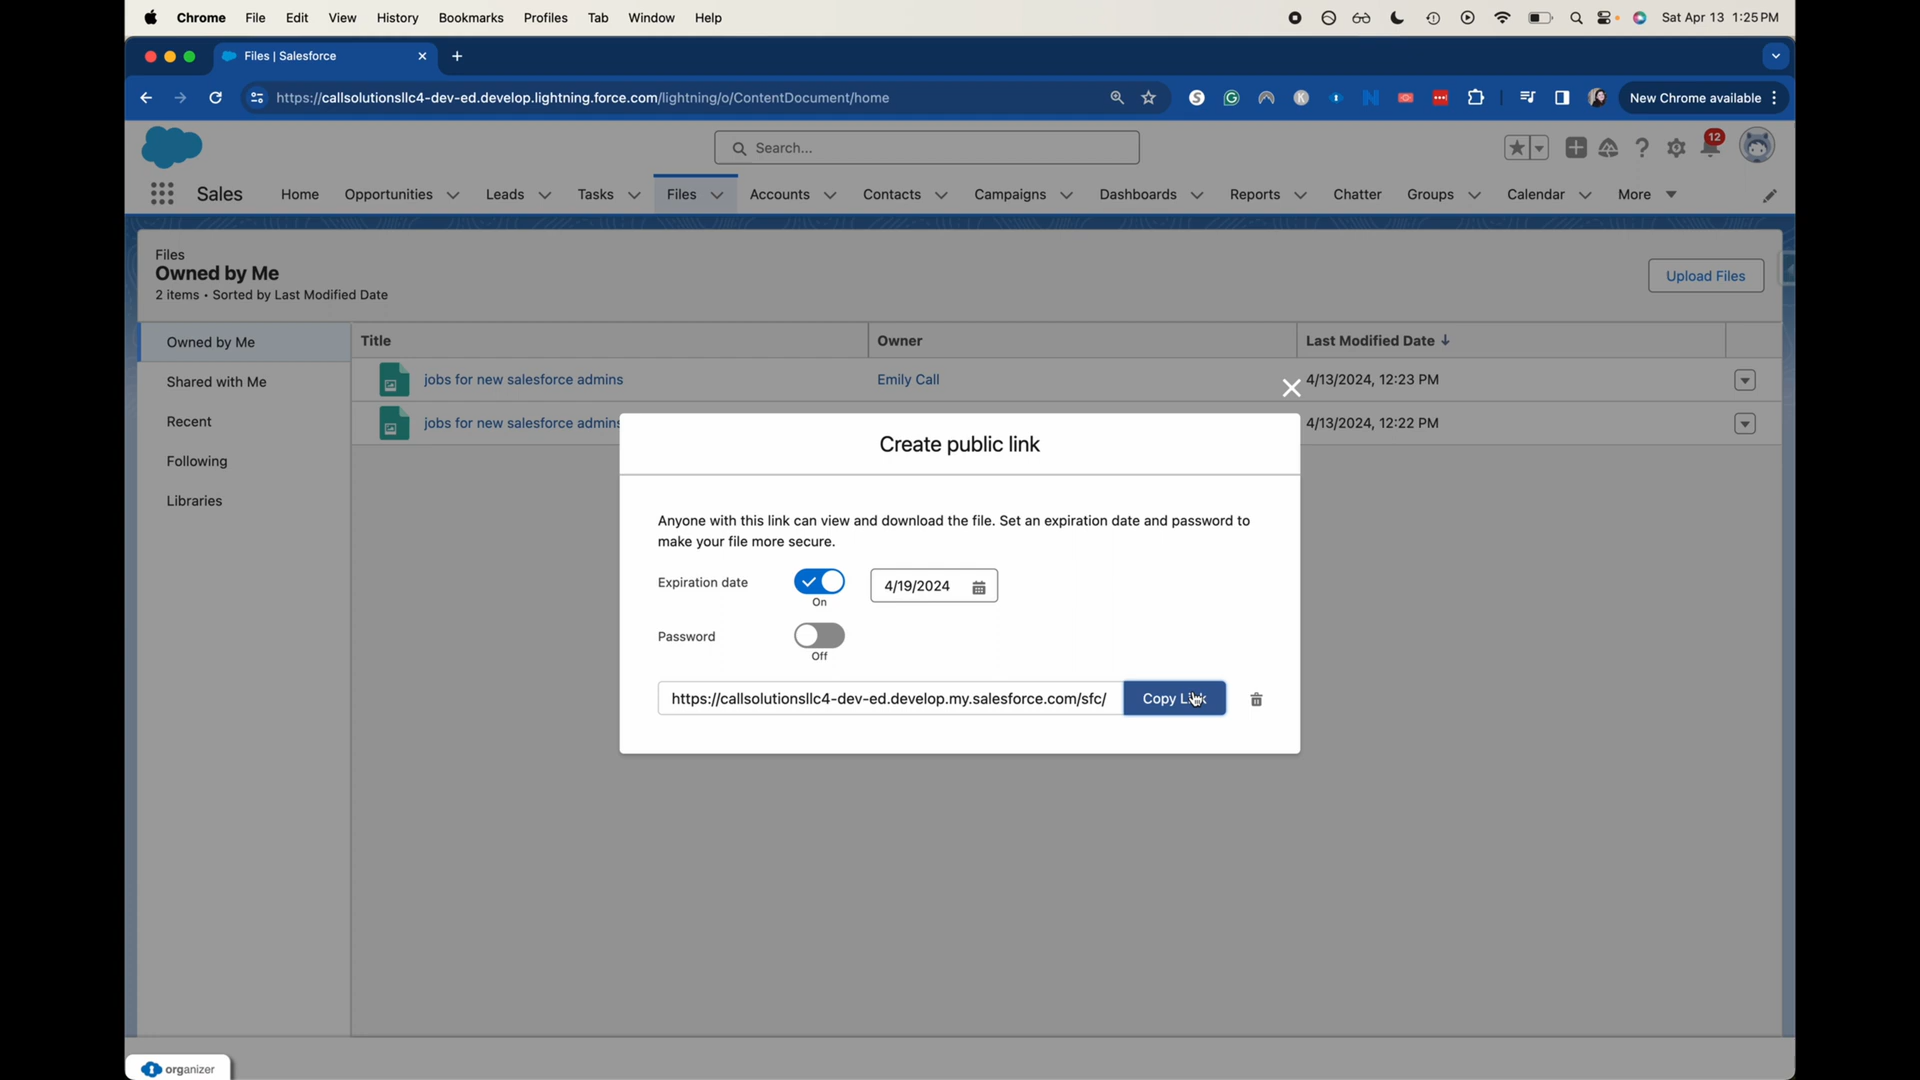 Chrome File Edit View History Bookmarks Profiles Tab Window Help Sat Apr 13 1:25 PM
Files | Salesforce
https://callsolutionsllc4-dev-ed.develop.lightning.force.com/lightning/o/ContentDocument/home New Chrome available
Search... 12
Sales Home Opportunities Leads Tasks Files Accounts Contacts Campaigns Dashboards Reports Chatter Groups Calendar More
Files
Owned by Me
2 items • Sorted by Last Modified Date
Upload Files
Owned by Me
Shared with Me
Recent
Following
Libraries
Title Owner Last Modified Date
jobs for new salesforce admins Emily Call 4/13/2024, 12:23 PM
jobs for new salesforce admins 4/13/2024, 12:22 PM
Create public link
Anyone with this link can view and download the file. Set an expiration date and password to
make your file more secure.
Expiration date On 4/19/2024
Password Off
https://callsolutionsllc4-dev-ed.develop.my.salesforce.com/sfc/ Copy Link
organizer